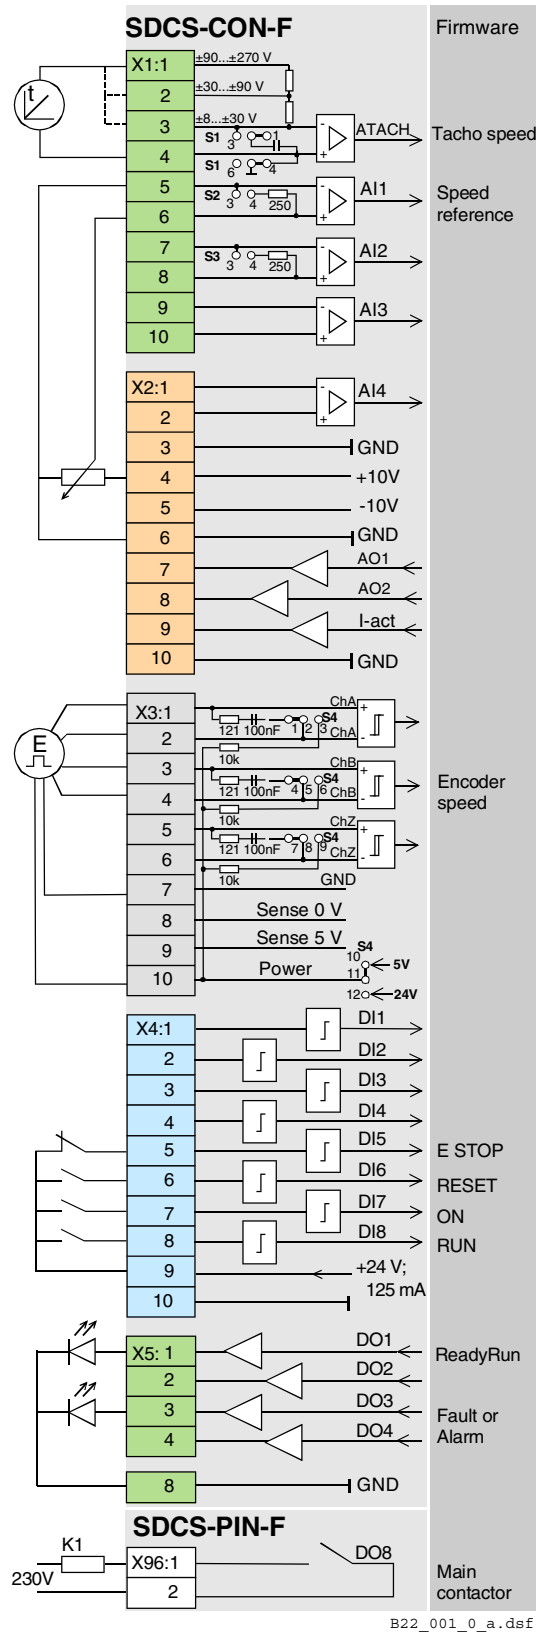 SDCS-CON-F Firmware
X1:1 ±90...±270 V
2 ±30...±90 V
3 ±8...±30 V
t
S1 3 1 - ATACH Tacho speed
4 +
S1 6 4
5 - AI1 Speed
S2 3 4 250
6 + reference
7 - AI2
S3 3 4 250
8 +
9 - AI3
10 +
X2:1 - AI4
2 +
3 GND
4 +10V
5 -10V
6 GND
7 AO1
8 AO2
9 I-act
10 GND
X3:1 ChA +
121 100nF 1 2 3 S4
2 ChA -
E 10k
3 ChB +
121 100nF 4 5 6 S4 Encoder
4 ChB - speed
10k
5 ChZ +
121 100nF 7 8 9 S4
6 ChZ -
10k
7 GND
8 Sense 0 V
9 Sense 5 V S4
10 5V
10 Power 11
12 24V
X4:1 DI1
2 DI2
3 DI3
4 DI4
5 DI5 E STOP
6 DI6 RESET
7 DI7 ON
8 DI8 RUN
9 +24 V;
125 mA
10
X5: 1 DO1 ReadyRun
2 DO2
3 DO3 Fault or
4 DO4 Alarm
8 GND
SDCS-PIN-F
K1 X96:1 DO8 Main
230V 2 contactor
B22_001_0_a.dsf